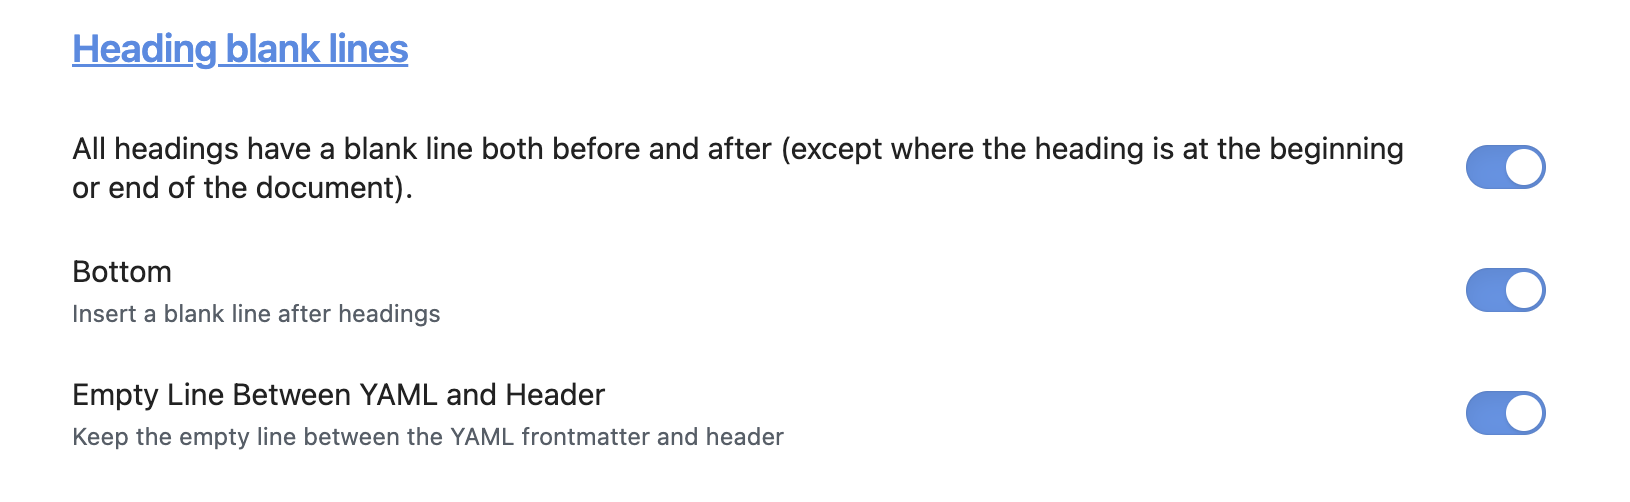 Heading blank lines
All headings have a blank line both before and after (except where the heading is at the beginning
or end of the document).
Bottom
Insert a blank line after headings
Empty Line Between YAML and Header
Keep the empty line between the YAML frontmatter and header